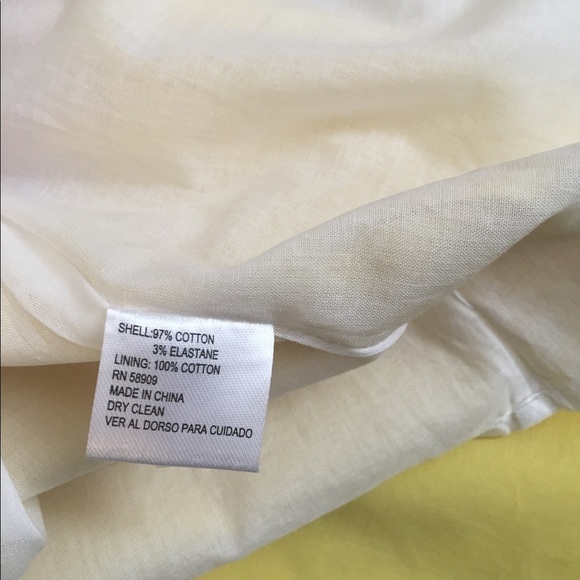 SHELL:97% COTTON
3% ELASTANE
LINING: 100% COTTON
RN 58909
MADE IN CHINA
DRY CLEAN
VER AL DORSO PARA CUIDADO